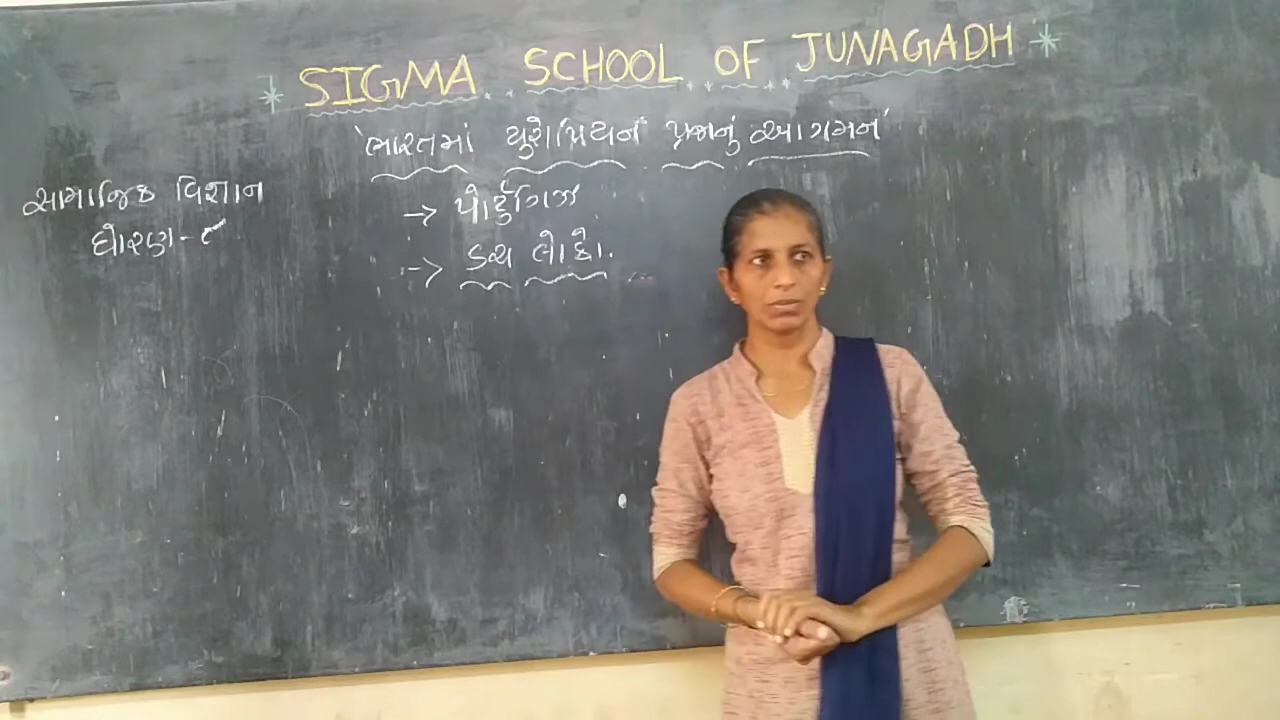 * SIGMA SCHOOL OF JUNAGADH *
'ભારતમાં યુરોપિયન પ્રજાનું આગમન'
સામાજિક વિજ્ઞાન
ધોરણ-૮
→ પોર્ટુગિઝ
→ ડચ લોકો.